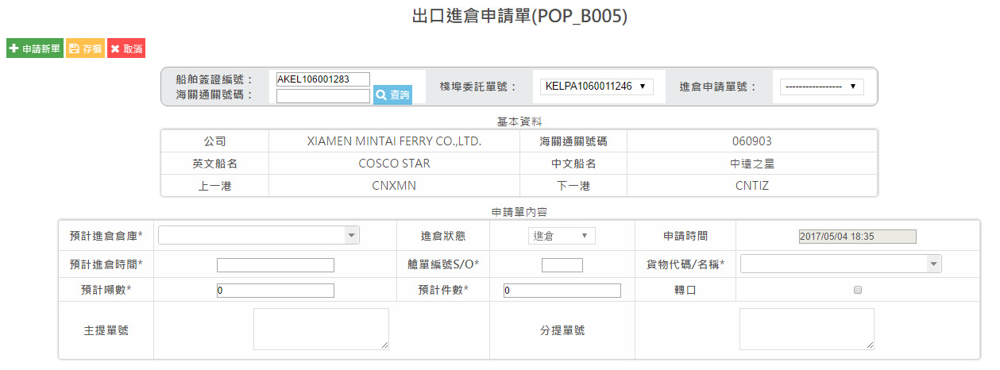 出口進倉申請單(POP_B005)
申請新單 存檔 取消
船舶簽證編號： AKEL106001283
海關通關號碼： 查詢
棧埠委託單號： KELPA1060011246
進倉申請單號： -----------------
基本資料
公司 XIAMEN MINTAI FERRY CO.,LTD. 海關通關號碼 060903
英文船名 COSCO STAR 中文船名 中遠之星
上一港 CNXMN 下一港 CNTIZ
申請單內容
預計進倉倉庫* 進倉狀態 進倉 申請時間 2017/05/04 18:35
預計進倉時間* 艙單編號S/O* 貨物代碼/名稱*
預計噸數* 0 預計件數* 0 轉口
主提單號 分提單號